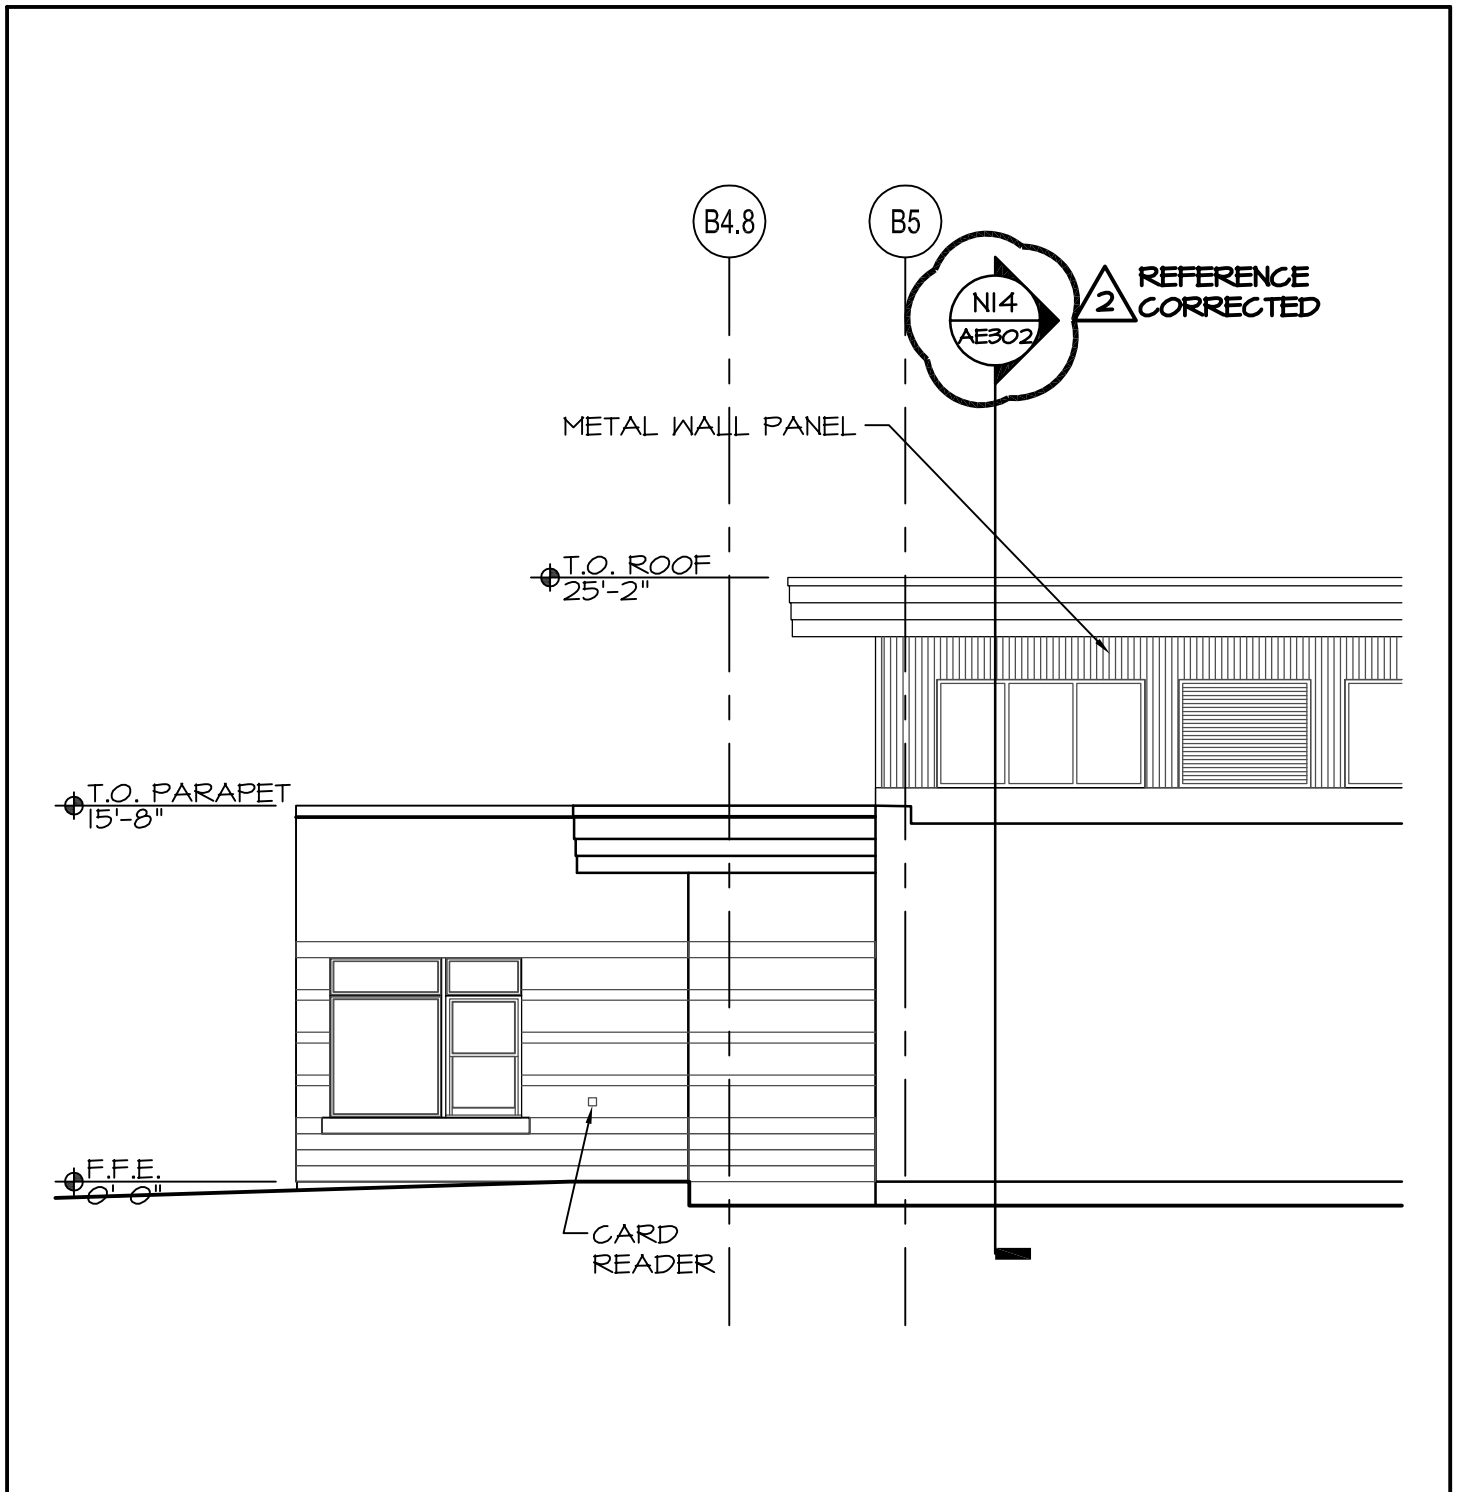 B4.8
B5
N14
AE302
2
REFERENCE
CORRECTED
METAL WALL PANEL
T.O. ROOF
25'-2"
T.O. PARAPET
15'-8"
F.F.E.
0'-0"
CARD
READER